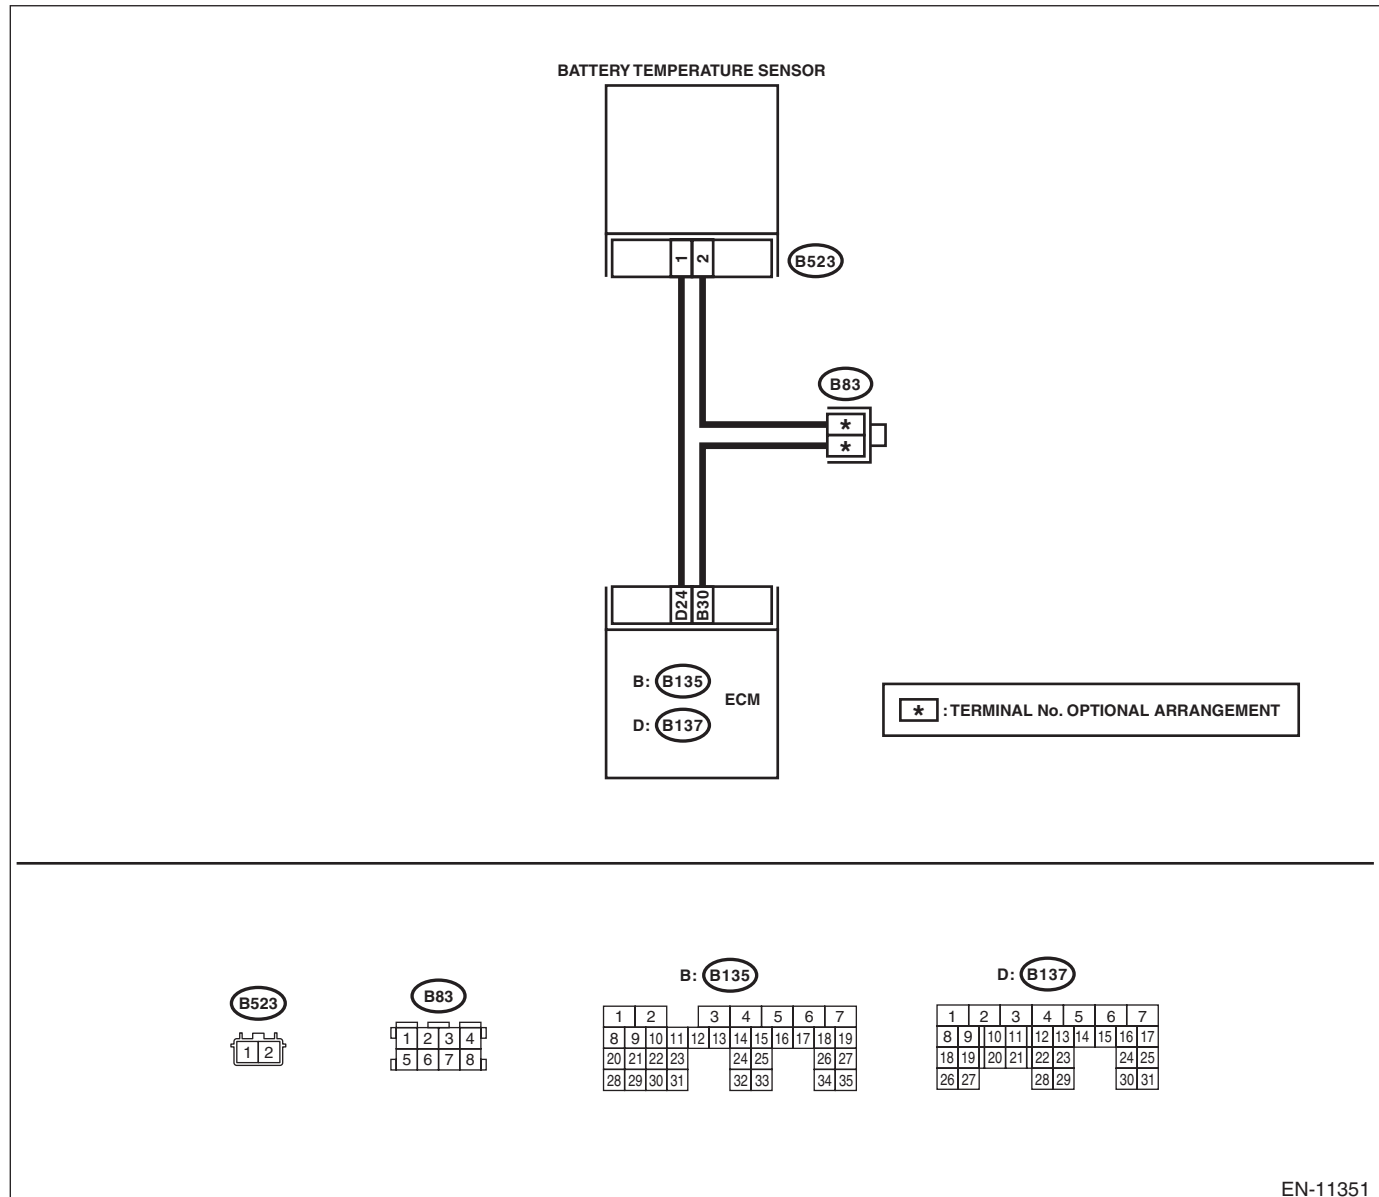 BATTERY TEMPERATURE SENSOR
1 2
B523
B83
*
*
D24 B30
B: B135
ECM
D: B137
* : TERMINAL No. OPTIONAL ARRANGEMENT
B523
1 2
B83
1 2 3 4
5 6 7 8
B: B135
1 2 3 4 5 6 7
8 9 10 11 12 13 14 15 16 17 18 19
20 21 22 23 24 25 26 27
28 29 30 31 32 33 34 35
D: B137
1 2 3 4 5 6 7
8 9 10 11 12 13 14 15 16 17
18 19 20 21 22 23 24 25
26 27 28 29 30 31
EN-11351